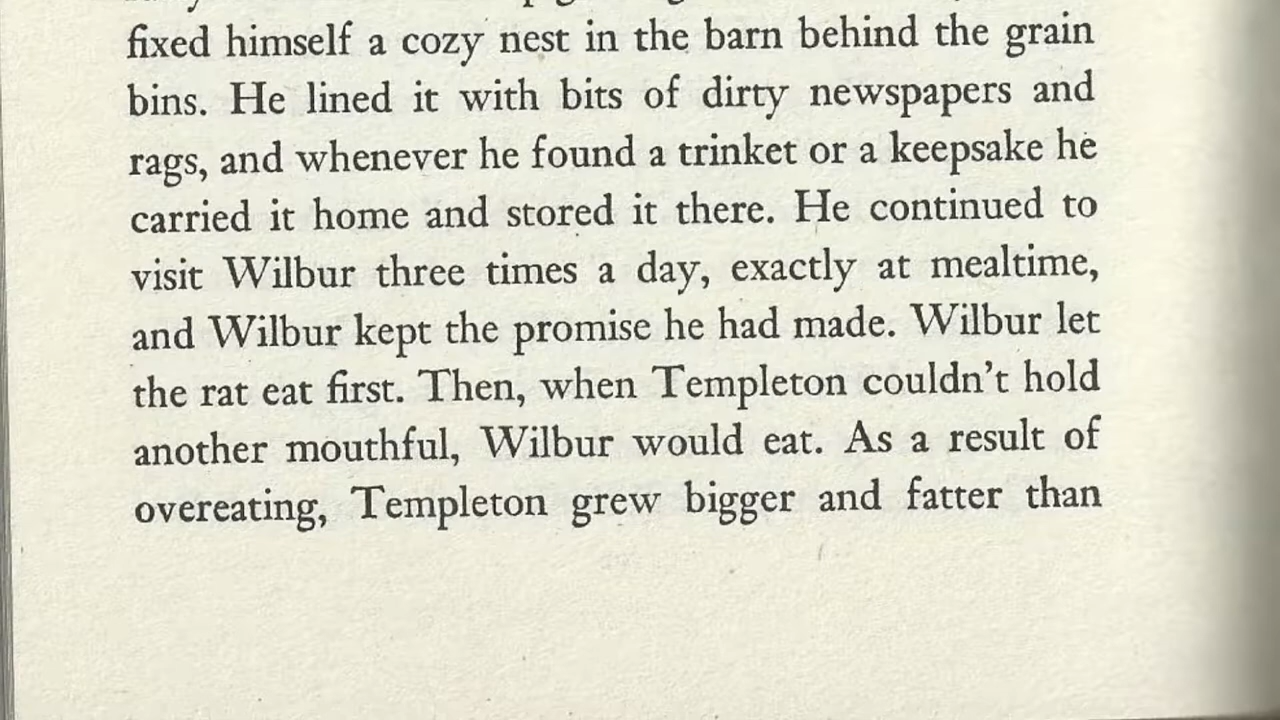 fixed himself a cozy nest in the barn behind the grain
bins. He lined it with bits of dirty newspapers and
rags, and whenever he found a trinket or a keepsake he
carried it home and stored it there. He continued to
visit Wilbur three times a day, exactly at mealtime,
and Wilbur kept the promise he had made. Wilbur let
the rat eat first. Then, when Templeton couldn't hold
another mouthful, Wilbur would eat. As a result of
overeating, Templeton grew bigger and fatter than